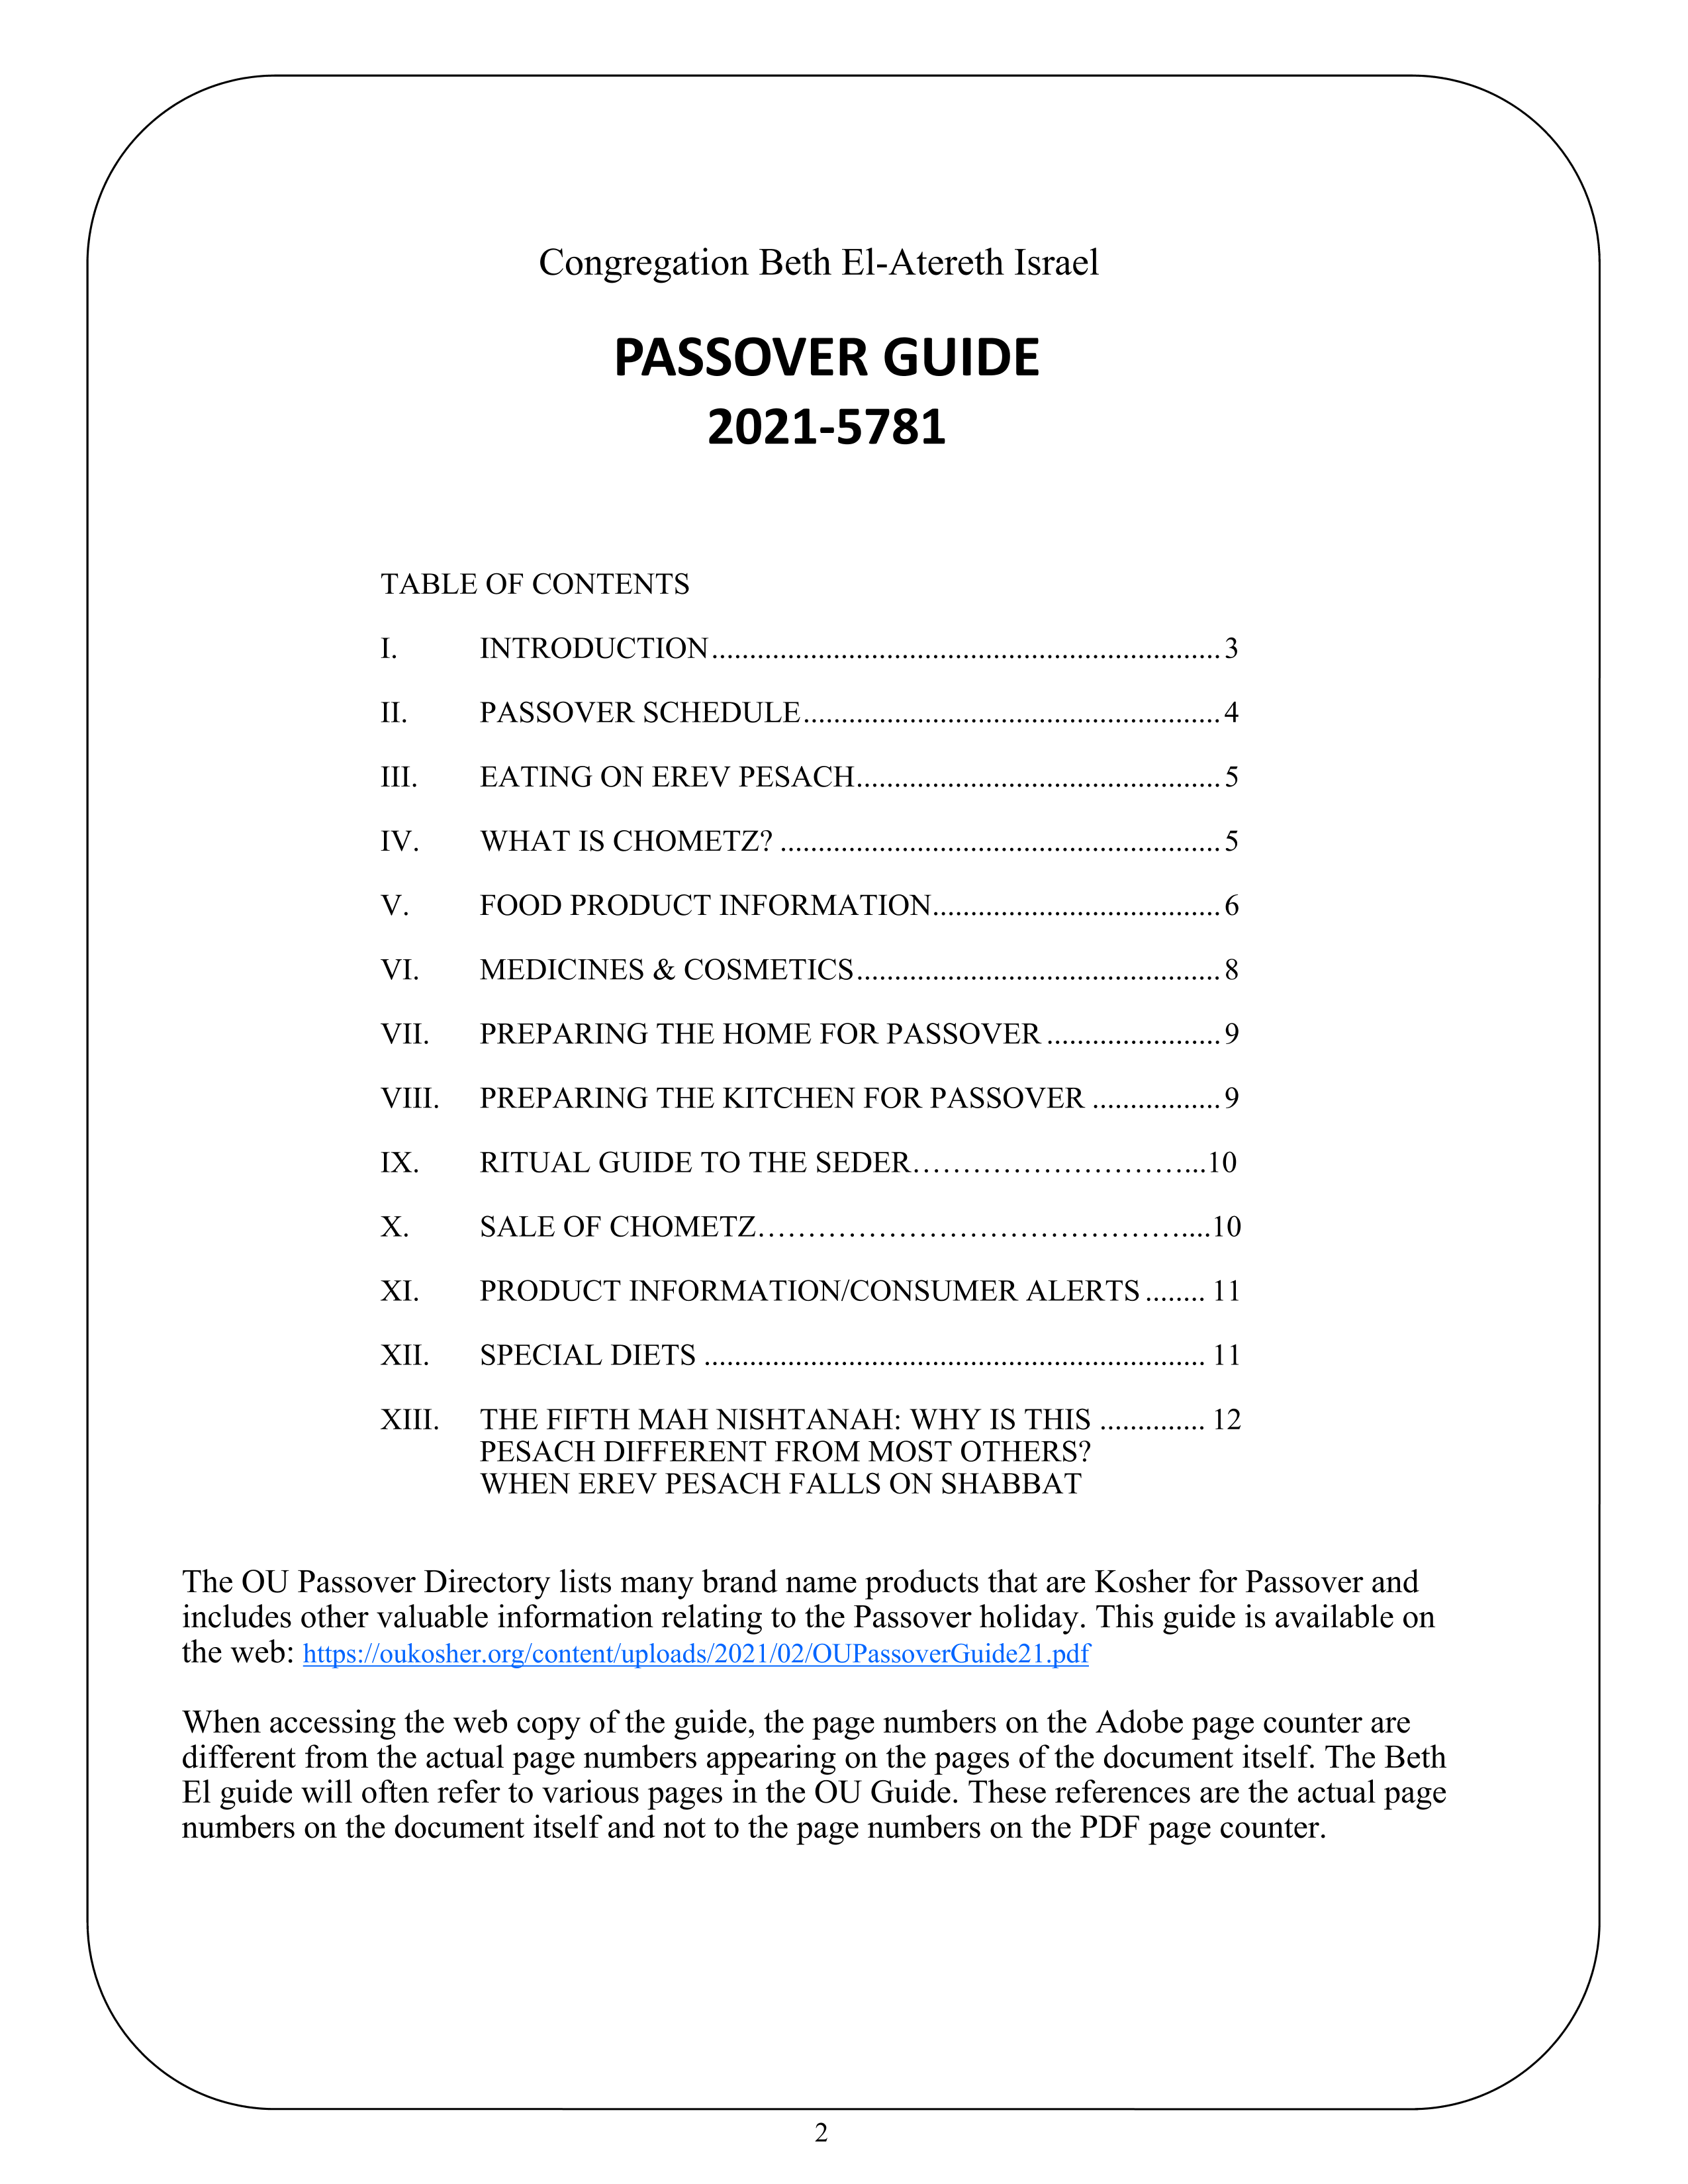 Congregation Beth El-Atereth Israel
PASSOVER GUIDE
2021-5781
TABLE OF CONTENTS
I. INTRODUCTION.................................................................... 3
II. PASSOVER SCHEDULE....................................................... 4
III. EATING ON EREV PESACH................................................ 5
IV. WHAT IS CHOMETZ? .......................................................... 5
V. FOOD PRODUCT INFORMATION...................................... 6
VI. MEDICINES & COSMETICS................................................ 8
VII. PREPARING THE HOME FOR PASSOVER ....................... 9
VIII. PREPARING THE KITCHEN FOR PASSOVER ................. 9
IX. RITUAL GUIDE TO THE SEDER………………………...10
X. SALE OF CHOMETZ……………………………………....10
XI. PRODUCT INFORMATION/CONSUMER ALERTS ........ 11
XII. SPECIAL DIETS .................................................................. 11
XIII. THE FIFTH MAH NISHTANAH: WHY IS THIS .............. 12
PESACH DIFFERENT FROM MOST OTHERS?
WHEN EREV PESACH FALLS ON SHABBAT
The OU Passover Directory lists many brand name products that are Kosher for Passover and
includes other valuable information relating to the Passover holiday. This guide is available on
the web: https://oukosher.org/content/uploads/2021/02/OUPassoverGuide21.pdf
When accessing the web copy of the guide, the page numbers on the Adobe page counter are
different from the actual page numbers appearing on the pages of the document itself. The Beth
El guide will often refer to various pages in the OU Guide. These references are the actual page
numbers on the document itself and not to the page numbers on the PDF page counter.
2